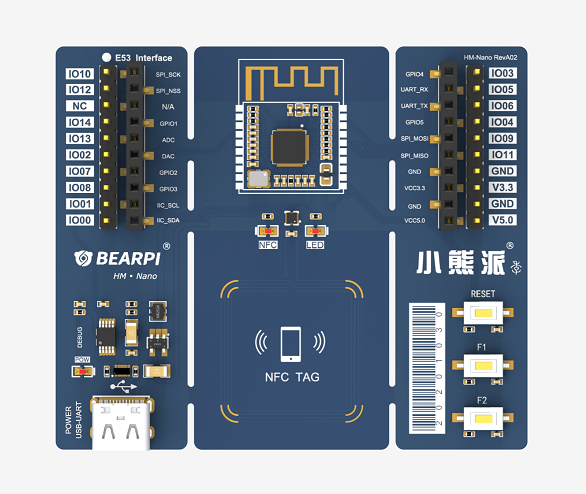 E53 Interface
IO10 SPI_SCK
IO12 SPI_NSS
NC N/A
IO14 GPIO1
IO13 ADC
IO02 DAC
IO07 GPIO2
IO08 GPIO3
IO01 IIC_SCL
IO00 IIC_SDA
BEARPI®
HM • Nano
DEBUG
POW
POWER
USB-UART
NFC
LED
NFC TAG
HM-Nano RevA02
GPIO4 IO03
UART_RX IO05
UART_TX IO06
GPIO5 IO04
SPI_MOSI IO09
SPI_MISO IO11
GND GND
VCC3.3 V3.3
GND GND
VCC5.0 V5.0
小熊派®
RESET
F1
F2